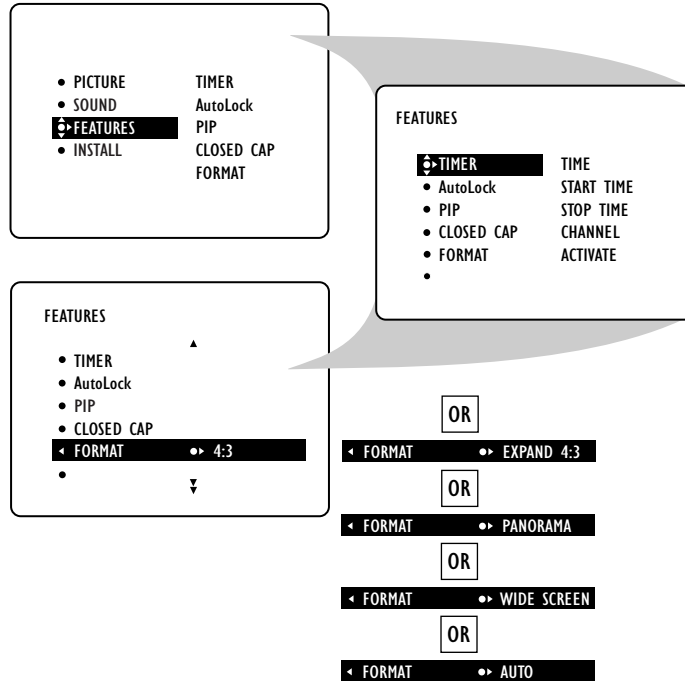 PICTURE TIMER
SOUND AutoLock
FEATURES PIP
INSTALL CLOSED CAP
FORMAT
FEATURES
TIMER TIME
AutoLock START TIME
PIP STOP TIME
CLOSED CAP CHANNEL
FORMAT ACTIVATE
FEATURES
TIMER
AutoLock
PIP
CLOSED CAP
FORMAT 4:3
OR
FORMAT EXPAND 4:3
OR
FORMAT PANORAMA
OR
FORMAT WIDE SCREEN
OR
FORMAT AUTO